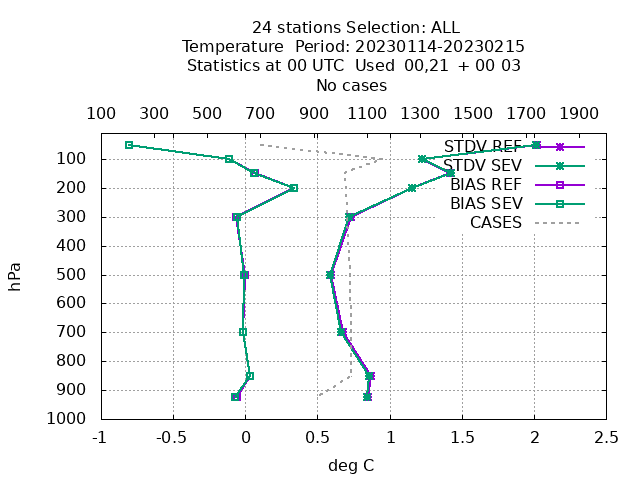 24 stations Selection: ALL
Temperature  Period: 20230114-20230215
Statistics at 00 UTC  Used  00,21  + 00 03
No cases
100 300 500 700 900 1100 1300 1500 1700 1900
STDV REF
STDV SEV
BIAS REF
BIAS SEV
CASES
hPa
100
200
300
400
500
600
700
800
900
1000
-1 -0.5 0 0.5 1 1.5 2 2.5
deg C